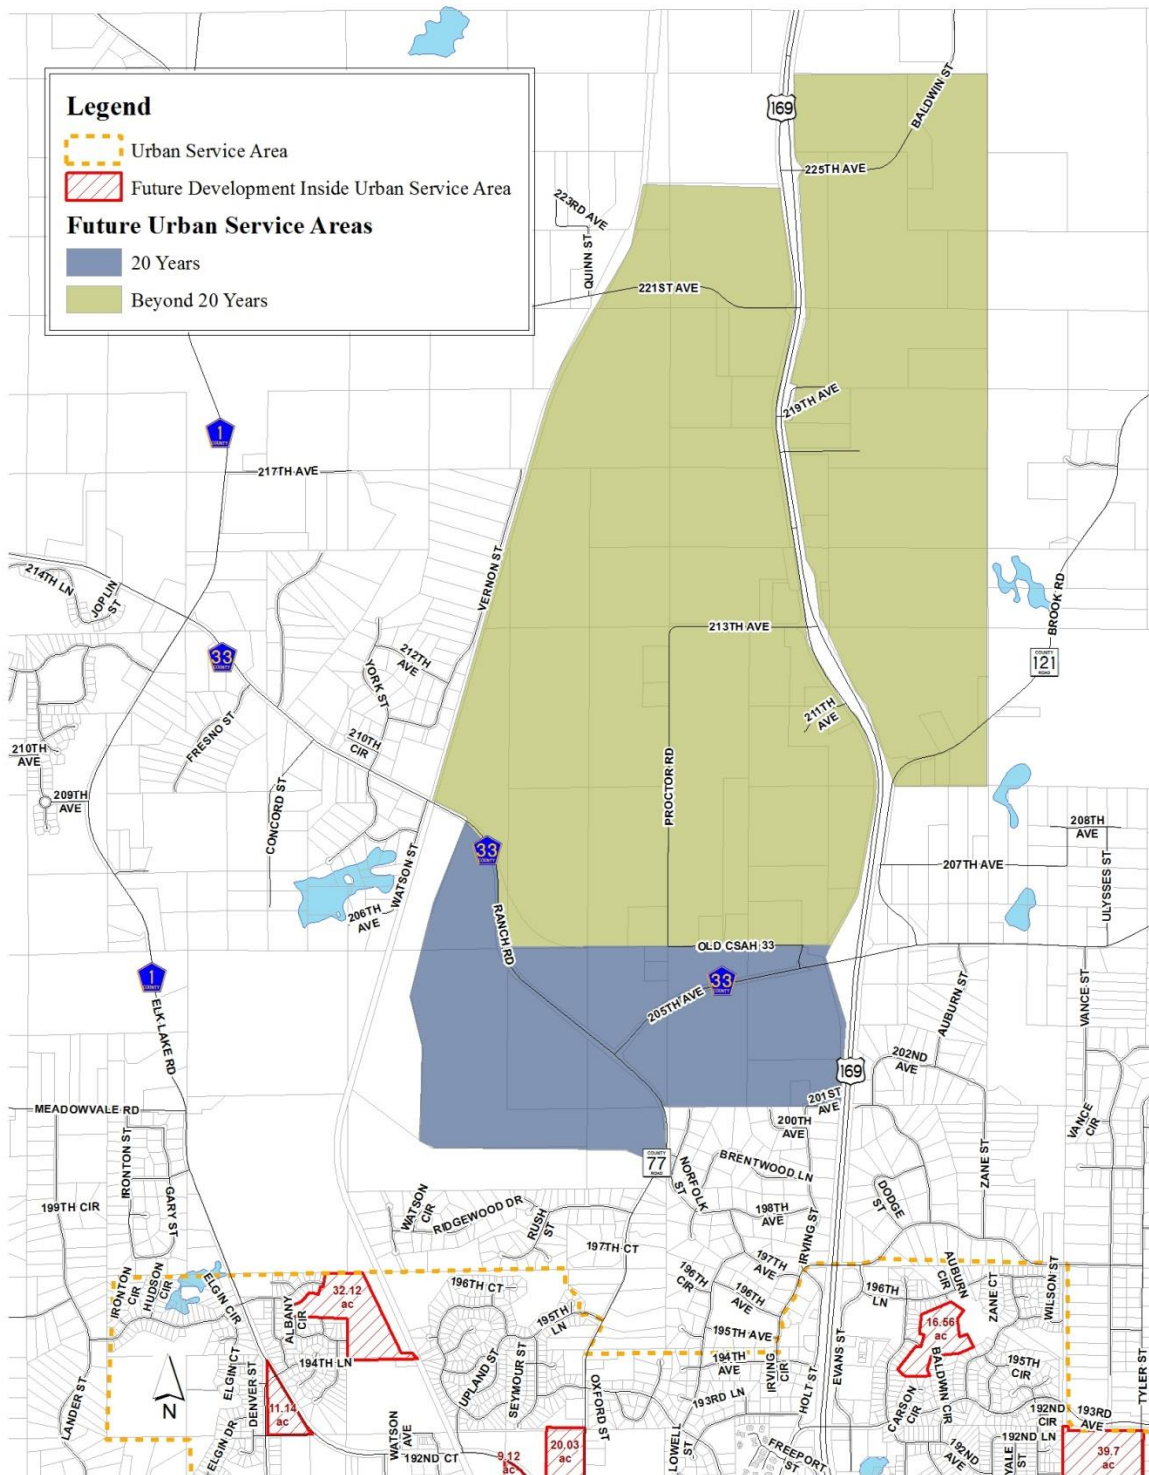 Legend
Urban Service Area
Future Development Inside Urban Service Area
Future Urban Service Areas
20 Years
Beyond 20 Years
169
BALDWIN ST
225TH AVE
223RD AVE
QUINN ST
221ST AVE
219TH AVE
1
COUNTY
217TH AVE
VERNON ST
214TH LN
JOPLIN
ST
BROOK RD
213TH AVE
33
COUNTY
212TH
AVE
COUNTY
121
ROAD
YORK ST
211TH
AVE
FRESNO ST
210TH
CIR
210TH
AVE
209TH
AVE
CONCORD ST
PROCTOR RD
33
COUNTY
208TH
AVE
207TH AVE
WATSON ST
206TH
AVE
ULYSSES ST
RANCH RD
OLD CSAH 33
33
COUNTY
205TH AVE
1
COUNTY
ELK LAKE RD
AUBURN ST
VANCE ST
202ND
AVE
169
201ST
AVE
200TH
AVE
MEADOWVALE RD
IRONTON ST
VANCE
CIR
ZANE ST
COUNTY
77
ROAD
NORFOLK
ST
BRENTWOOD LN
GARY ST
199TH CIR
WATSON
CIR
RIDGEWOOD DR
RUSH
ST
198TH
AVE
DODGE
ST
IRVING ST
197TH CT
197TH
AVE
IRONTON
CIR
HUDSON
CIR
ELGIN CIR
ALBANY
CIR
32.12
ac
196TH CT
196TH
CIR
196TH
AVE
196TH
LN
AUBURN
CIR
ZANE CT
WILSON ST
195TH
LN
195TH AVE
16.56
ac
194TH LN
194TH
AVE
195TH
CIR
ELGIN CT
DENVER ST
UPLAND ST
SEYMOUR ST
IRVING
CIR
EVANS ST
HOLT ST
BALDWIN CIR
TYLER ST
N
LANDER ST
11.14
ac
193RD LN
OXFORD ST
CARSON
CIR
192ND
CIR
193RD
AVE
ELGIN DR
WATSON
AVE
192ND CT
9.12
ac
20.03
ac
LOWELL
ST
FREEPORT
ST
192ND
AVE
192ND LN
YALE
ST
39.7
ac